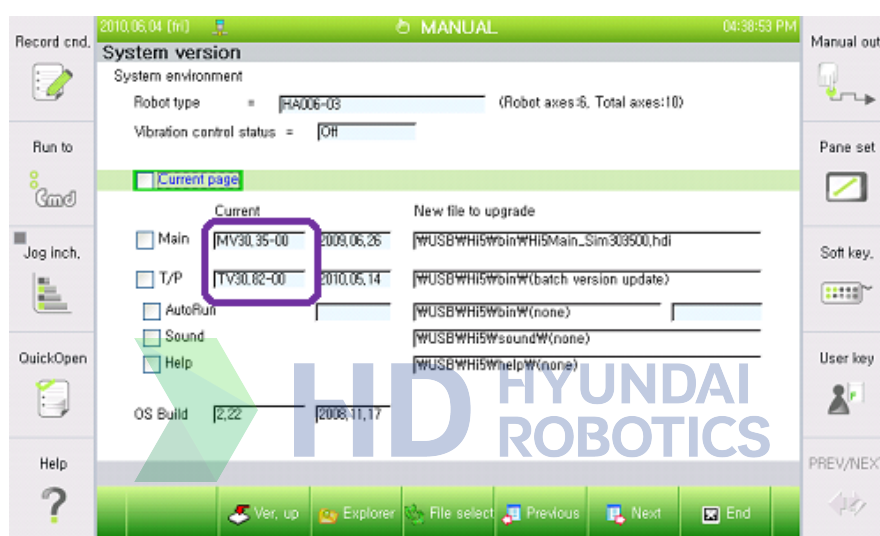 2010,06,04 (fri) MANUAL 04:38:53 PM
Record cnd.
Manual out
System version
System environment
Robot type = HA006-03 (Robot axes:6, Total axes:10)
Vibration control status = Off
Run to
Pane set
Cmd
Current page
Current New file to upgrade
Main MV30,35-00 2009,06,26 ₩USB₩Hi5₩bin₩Hi5Main_Sim303500,hdi
Jog inch.
Soft key.
T/P TV30,82-00 2010,05,14 ₩USB₩Hi5₩bin₩(batch version update)
AutoRun ₩USB₩Hi5₩bin₩(none)
Sound ₩USB₩Hi5₩sound₩(none)
QuickOpen
User key
Help ₩USB₩Hi5₩help₩(none)
OS Build 2,22 2008,11,17
HD HYUNDAI
ROBOTICS
Help
PREV/NEX
Ver, up Explorer File select Previous Next End